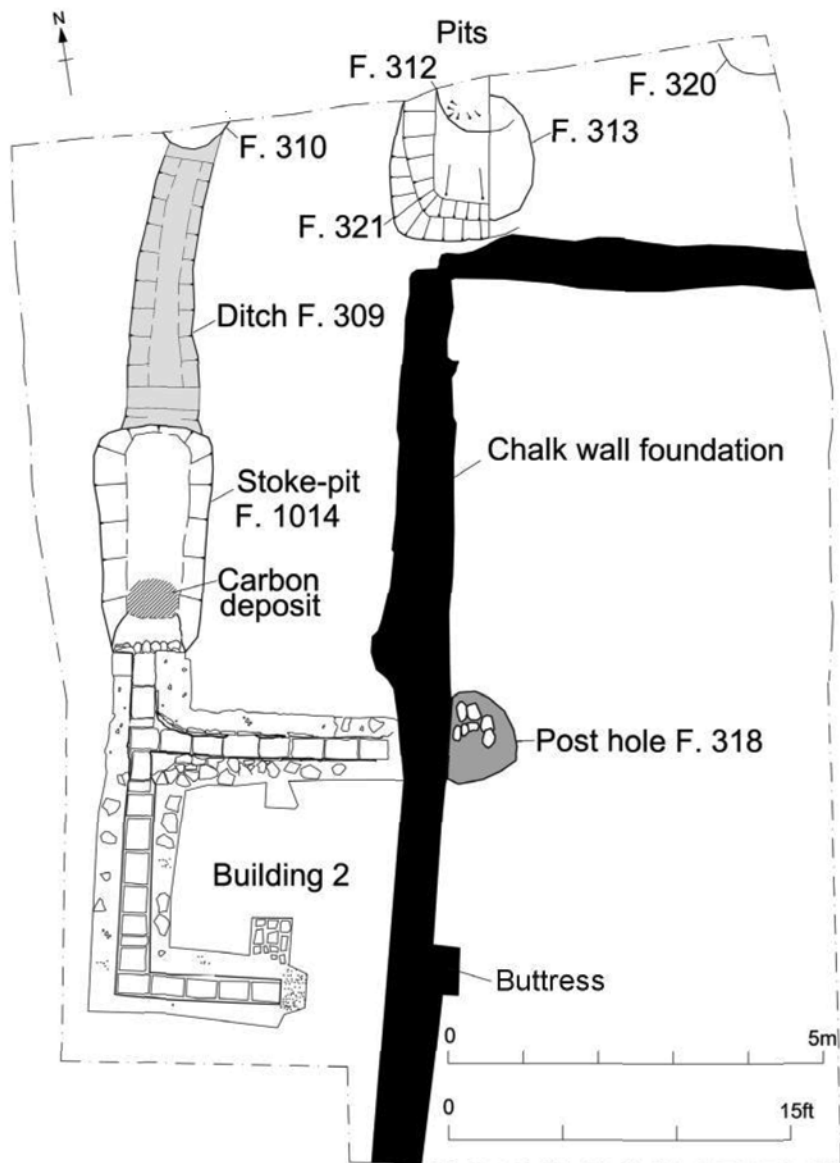 N
Pits
F. 312
F. 320
F. 310
F. 313
F. 321
Ditch F. 309
Chalk wall foundation
Stoke-pit
F. 1014
Carbon
deposit
Post hole F. 318
Building 2
Buttress
0 5m
0 15ft